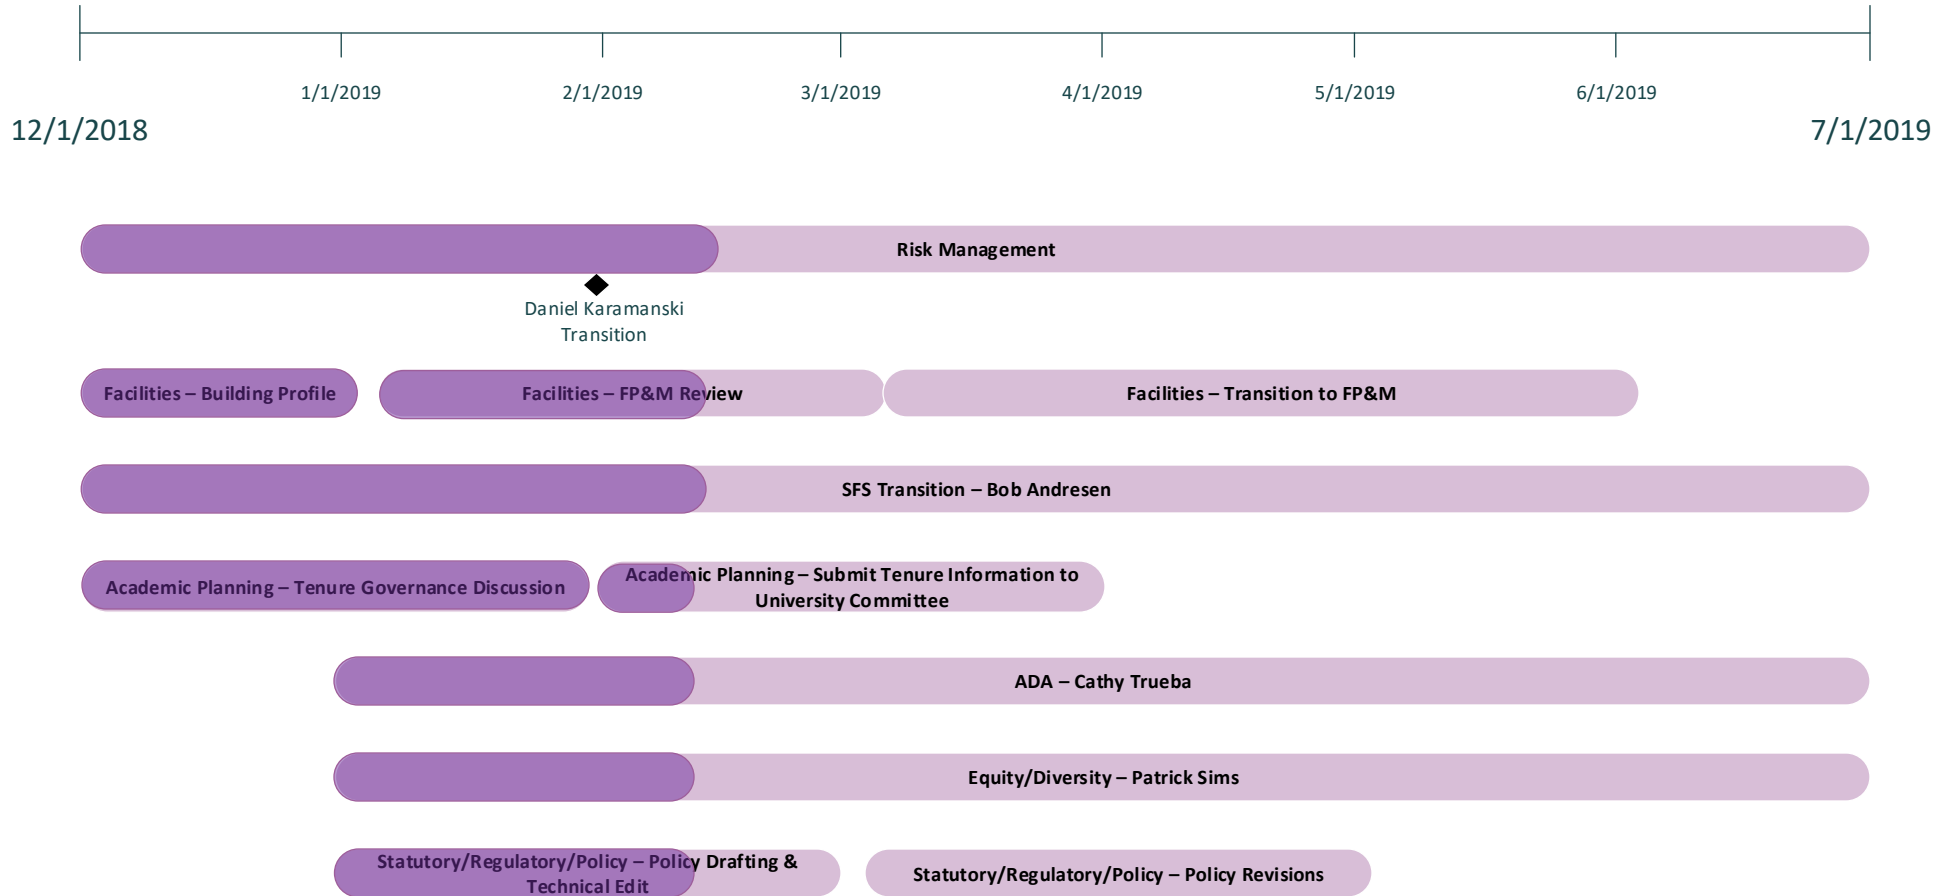 1/1/2019
2/1/2019
3/1/2019
4/1/2019
5/1/2019
6/1/2019
12/1/2018
7/1/2019
Risk Management
Daniel Karamanski
Transition
Facilities – Building Profile
Facilities – FP&M Review
Facilities – Transition to FP&M
SFS Transition – Bob Andresen
Academic Planning – Tenure Governance Discussion
Academic Planning – Submit Tenure Information to
University Committee
ADA – Cathy Trueba
Equity/Diversity – Patrick Sims
Statutory/Regulatory/Policy – Policy Drafting &
Technical Edit
Statutory/Regulatory/Policy – Policy Revisions